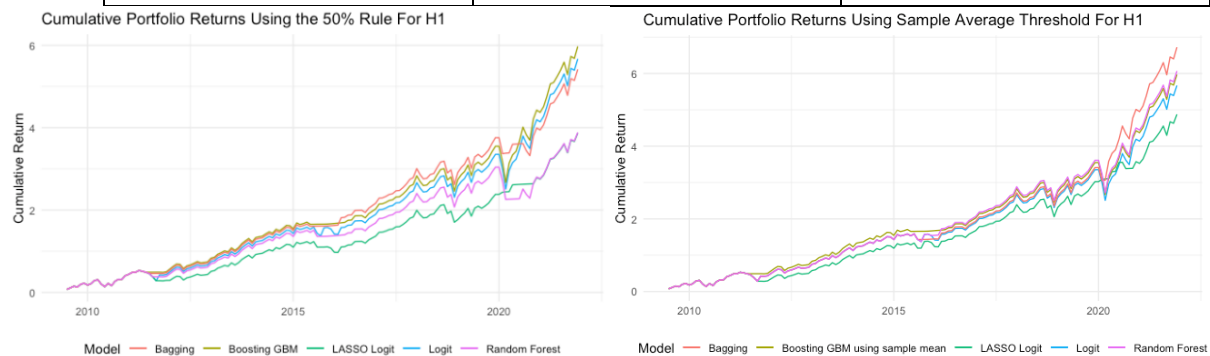 Cumulative Portfolio Returns Using the 50% Rule For H1
Cumulative Return
6
4
2
0
2010
2015
2020
Model Bagging Boosting GBM LASSO Logit Logit Random Forest
Cumulative Portfolio Returns Using Sample Average Threshold For H1
Cumulative Return
6
4
2
0
2010
2015
2020
Model Bagging Boosting GBM using sample mean LASSO Logit Logit Random Forest